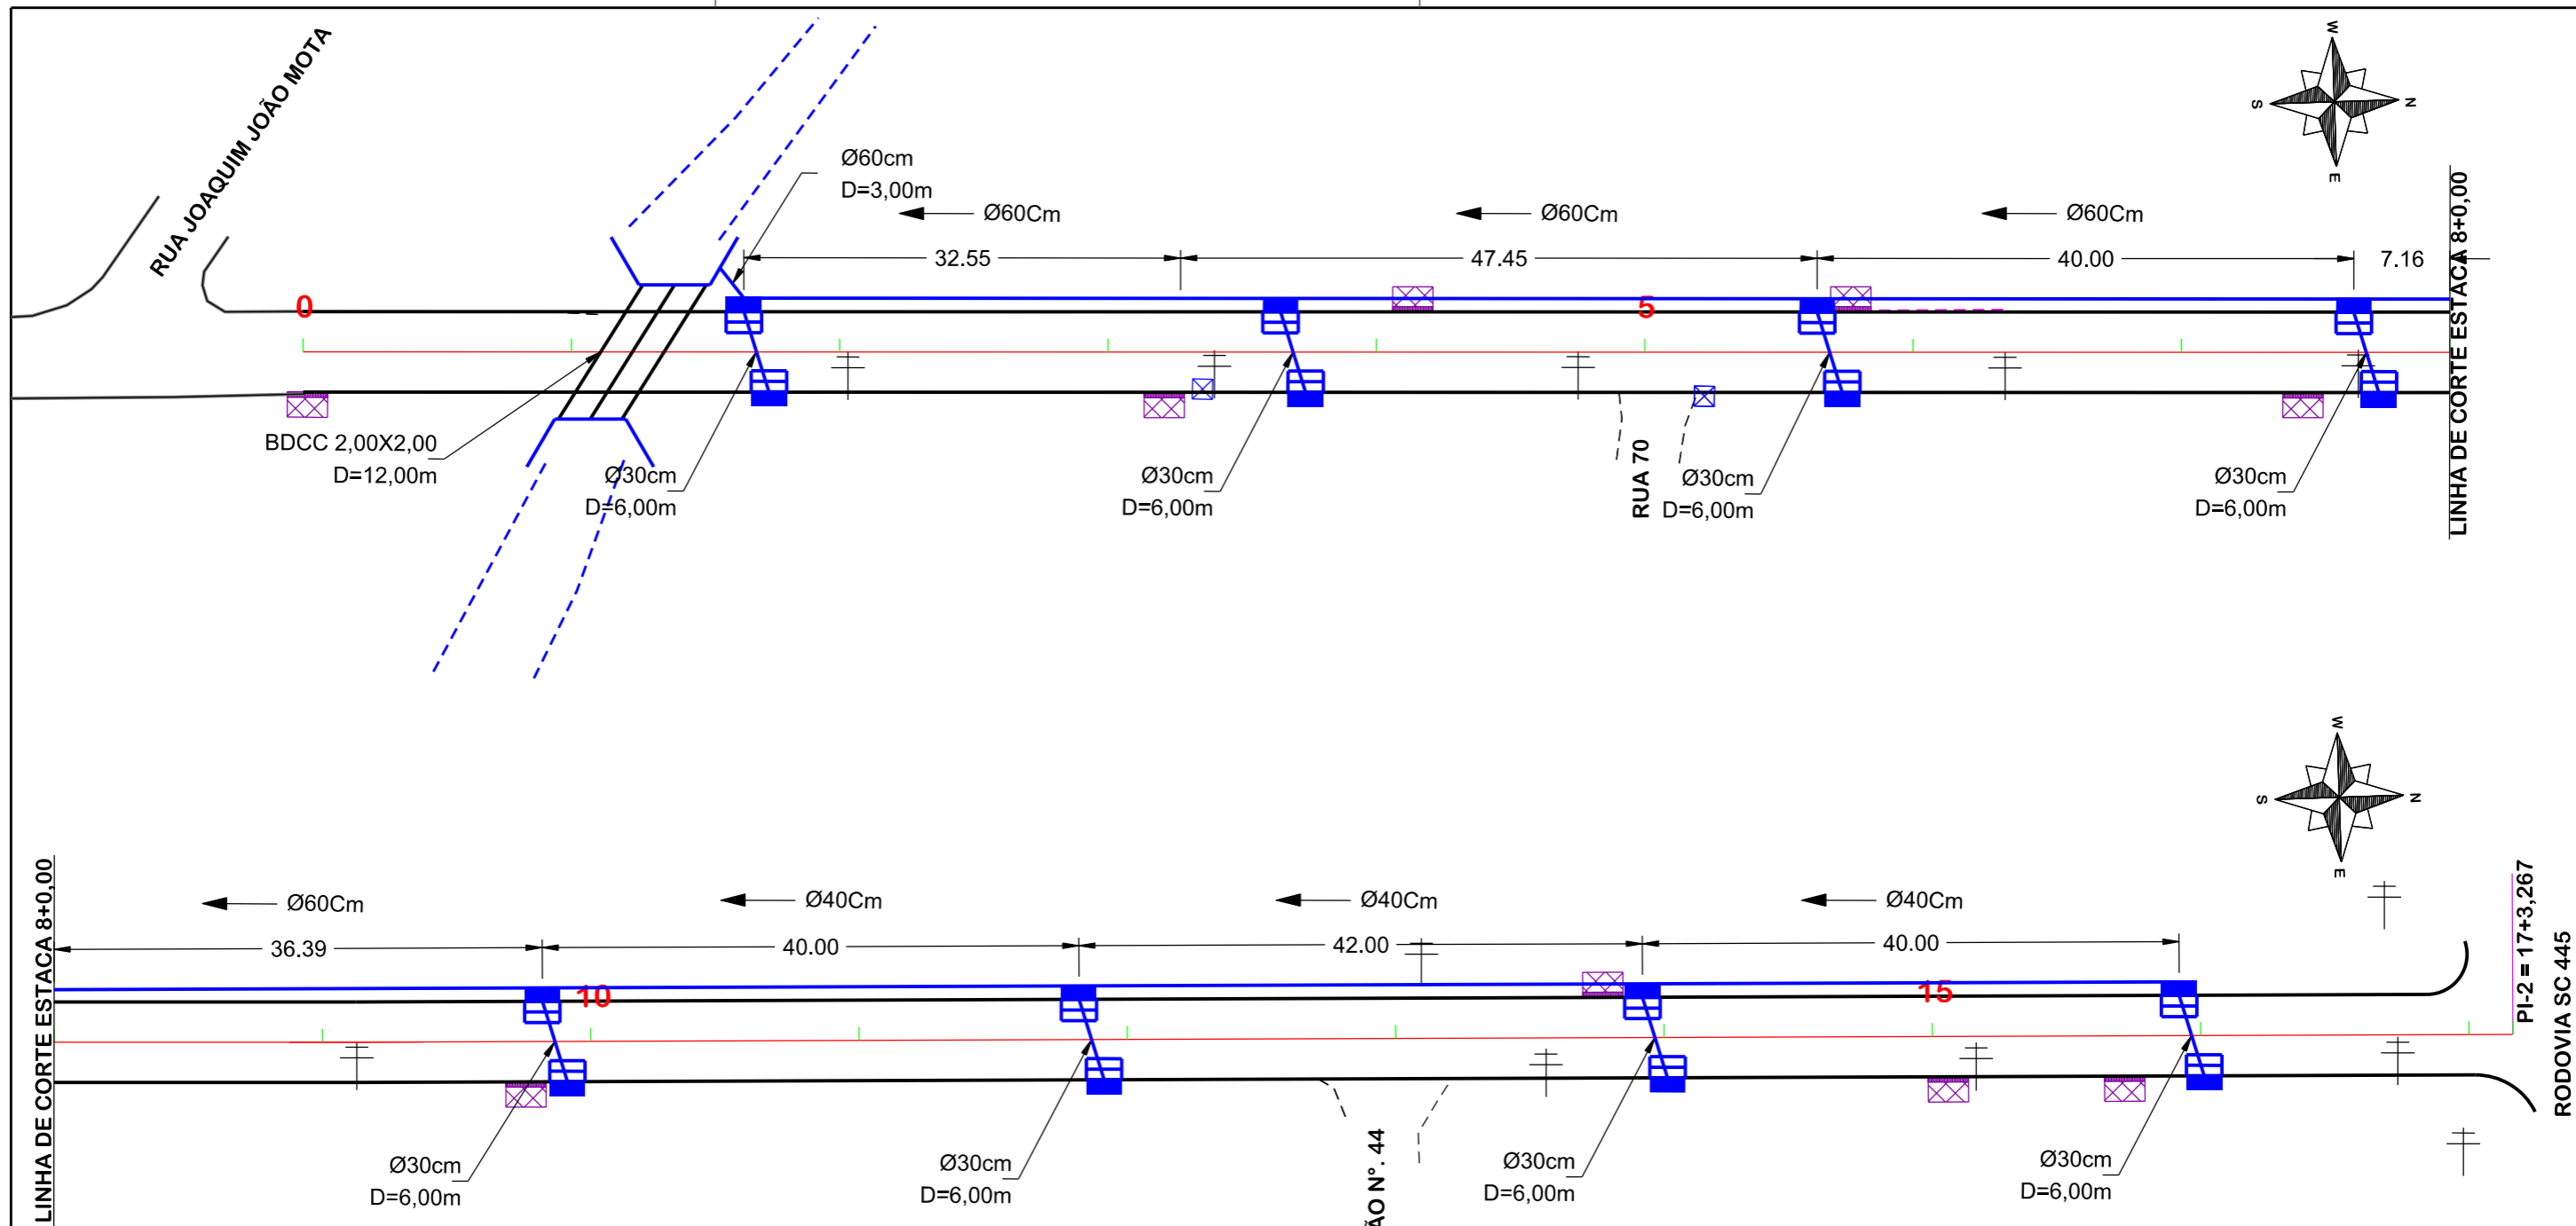 RUA JOAQUIM JOÃO MOTA
Ø60cm
D=3,00m
Ø60Cm
Ø60Cm
Ø60Cm
W
S
N
E
32.55
47.45
40.00
7.16
0
5
LINHA DE CORTE ESTACA 8+0,00
BDCC 2,00X2,00
D=12,00m
Ø30cm
D=6,00m
Ø30cm
D=6,00m
RUA 70
Ø30cm
D=6,00m
Ø30cm
D=6,00m
W
S
N
E
LINHA DE CORTE ESTACA 8+0,00
Ø60Cm
Ø40Cm
Ø40Cm
Ø40Cm
36.39
40.00
42.00
40.00
10
15
PI-2 = 17+3,267
RODOVIA SC 445
Ø30cm
D=6,00m
Ø30cm
D=6,00m
ÃO N°. 44
Ø30cm
D=6,00m
Ø30cm
D=6,00m